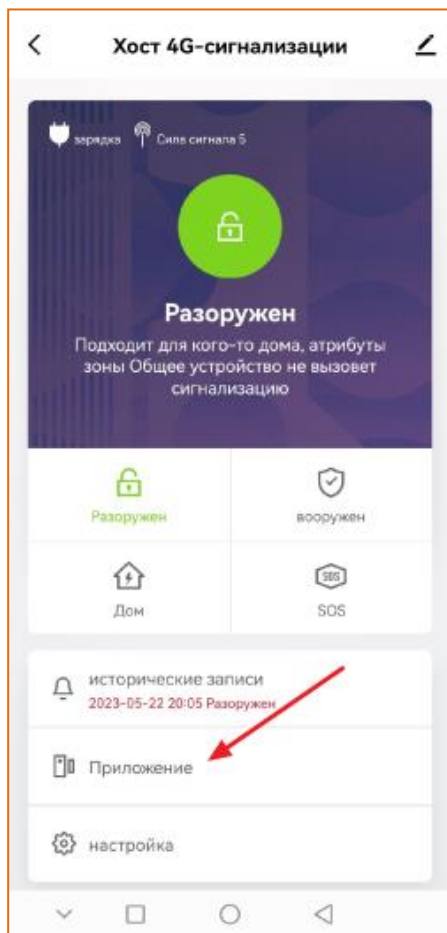 Хост 4G-сигнализации
зарядка Сила сигнала 5
Разоружен
Подходит для кого-то дома, атрибуты
зоны Общее устройство не вызовет
сигнализацию
Разоружен
вооружен
Дом
SOS
SOS
исторические записи
2023-05-22 20:05 Разоружен
Приложение
настройка